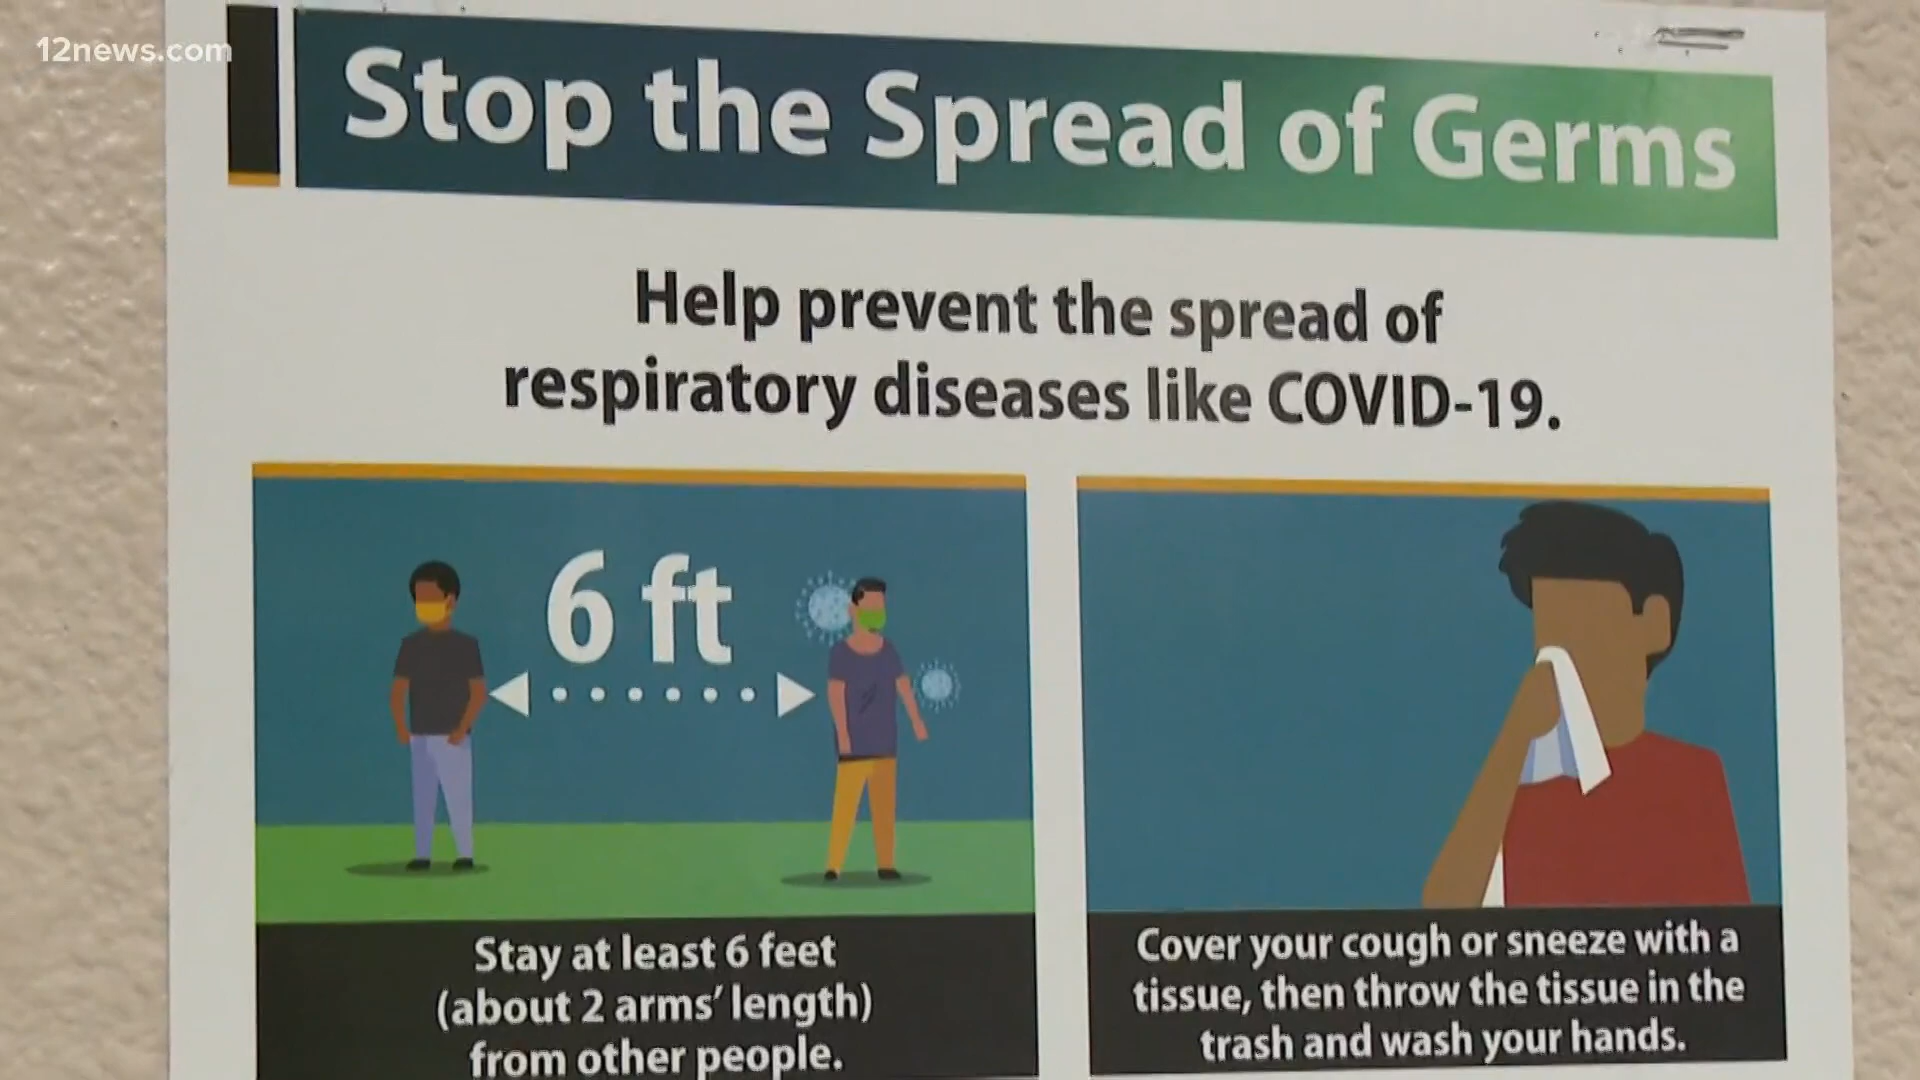 12news.com
Stop the Spread of Germs
Help prevent the spread of
respiratory diseases like COVID-19.
6 ft
Stay at least 6 feet
(about 2 arms' length)
from other people.
Cover your cough or sneeze with a
tissue, then throw the tissue in the
trash and wash your hands.